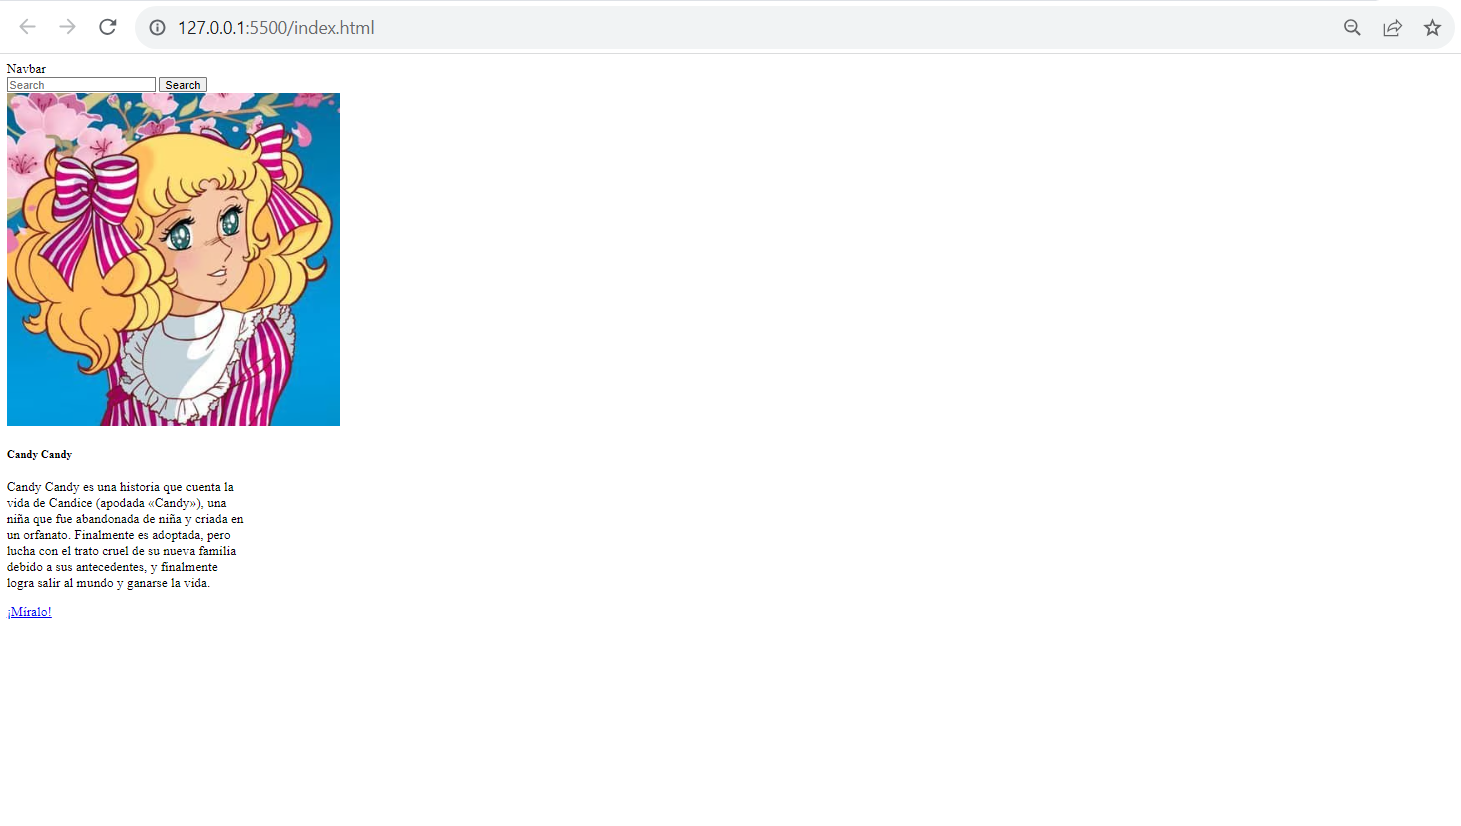 127.0.0.1:5500/index.html
Navbar
Search Search
Candy Candy
Candy Candy es una historia que cuenta la
vida de Candice (apodada «Candy»), una
niña que fue abandonada de niña y criada en
un orfanato. Finalmente es adoptada, pero
lucha con el trato cruel de su nueva familia
debido a sus antecedentes, y finalmente
logra salir al mundo y ganarse la vida.
¡Míralo!